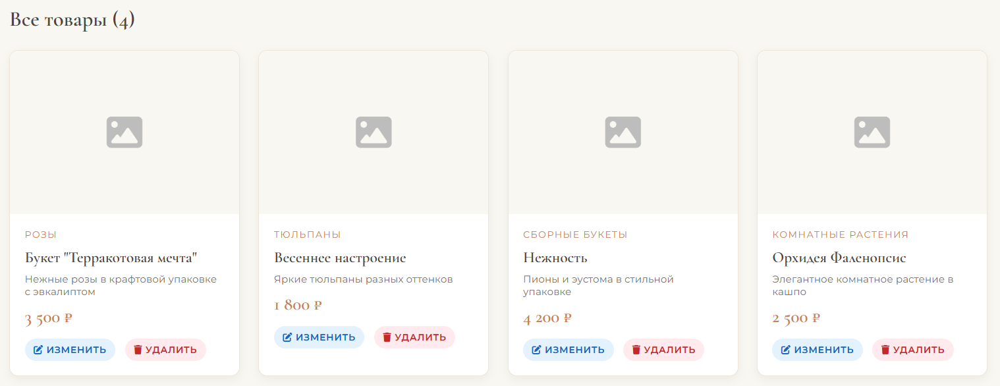 Все товары (4)
РОЗЫ
Букет "Терракотовая мечта"
Нежные розы в крафтовой упаковке
с эвкалиптом
3 500 ₽
ИЗМЕНИТЬ
УДАЛИТЬ
ТЮЛЬПАНЫ
Весеннее настроение
Яркие тюльпаны разных оттенков
1 800 ₽
ИЗМЕНИТЬ
УДАЛИТЬ
СБОРНЫЕ БУКЕТЫ
Нежность
Пионы и эустома в стильной
упаковке
4 200 ₽
ИЗМЕНИТЬ
УДАЛИТЬ
КОМНАТНЫЕ РАСТЕНИЯ
Орхидея Фаленопсис
Элегантное комнатное растение в
кашпо
2 500 ₽
ИЗМЕНИТЬ
УДАЛИТЬ